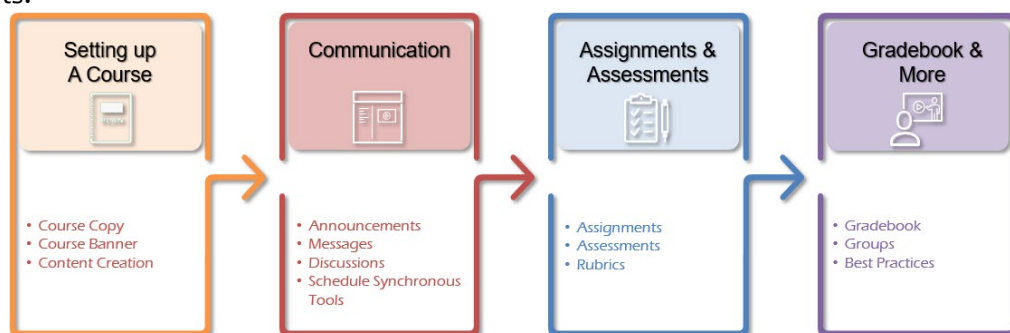 ts.
Setting up
A Course
Communication
Assignments &
Assessments
Gradebook &
More
• Course Copy
• Course Banner
• Content Creation
• Announcements
• Messages
• Discussions
• Schedule Synchronous
Tools
• Assignments
• Assessments
• Rubrics
• Gradebook
• Groups
• Best Practices